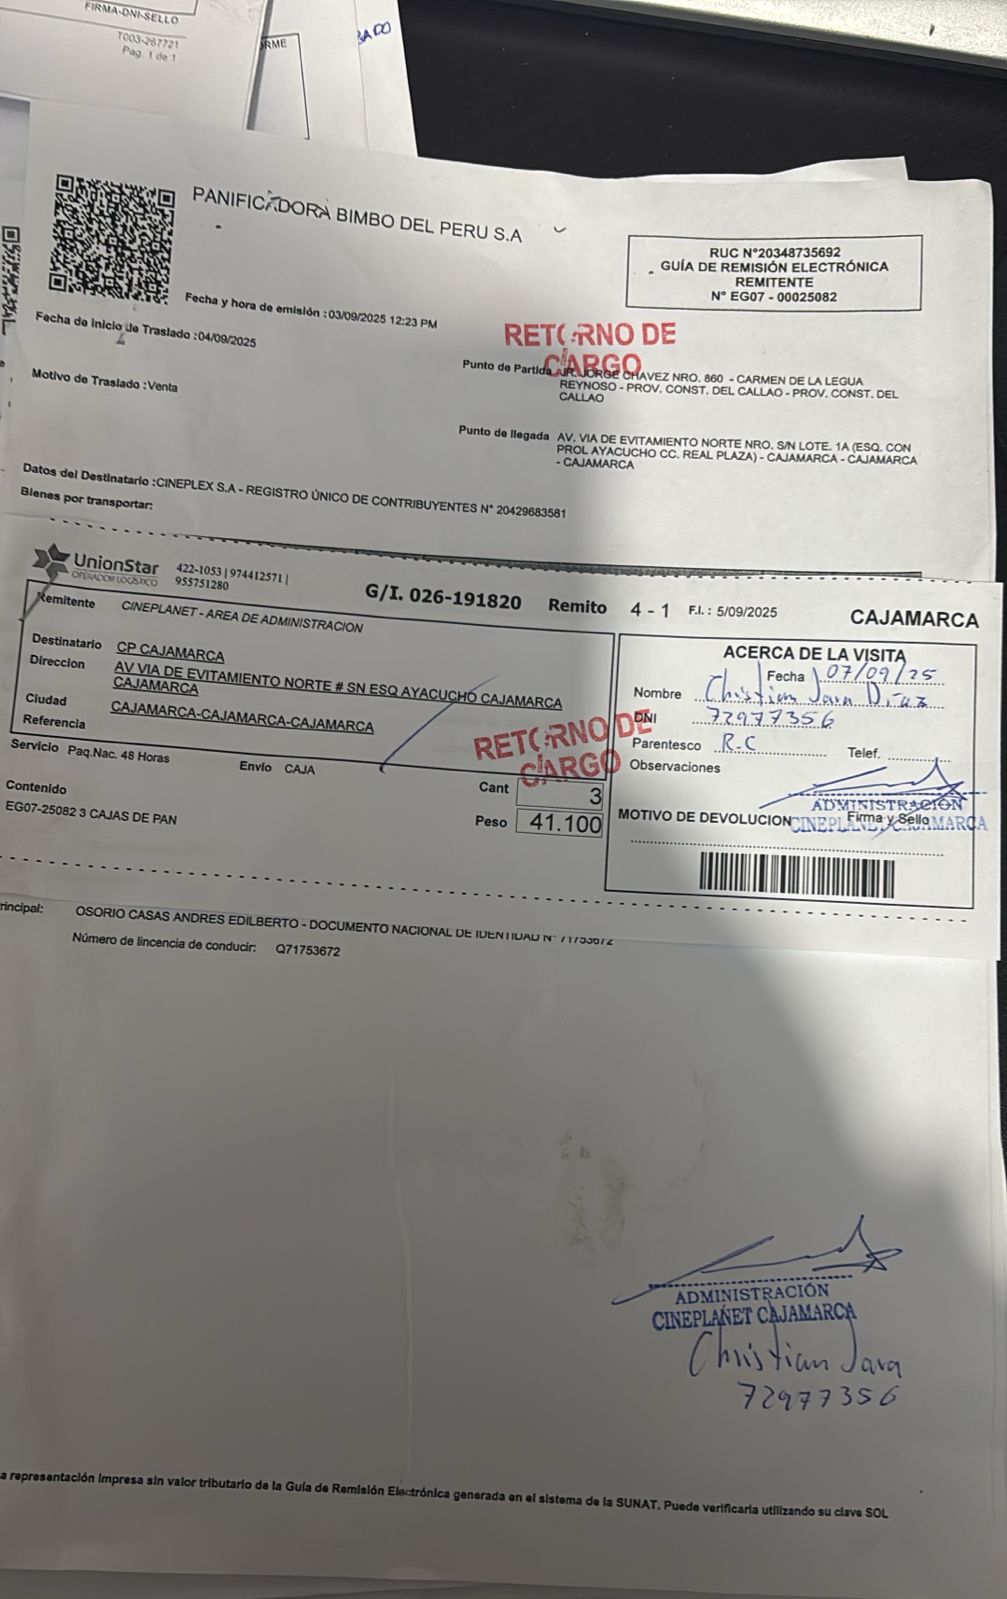 FIRMA-DNI-SELLO
T003-267721
Pag. 1 de 1
PANIFICADORA BIMBO DEL PERU S.A
RUC N°20348735692
GUÍA DE REMISIÓN ELECTRÓNICA
REMITENTE
N° EG07 - 00025082
Fecha y hora de emisión :03/09/2025 12:23 PM
Fecha de inicio de Traslado :04/09/2025
RETORNO DE
CARGO
Punto de Partida JR. JORGE CHAVEZ NRO. 860 - CARMEN DE LA LEGUA
REYNOSO - PROV. CONST. DEL CALLAO - PROV. CONST. DEL
CALLAO
Motivo de Traslado :Venta
Punto de llegada AV. VIA DE EVITAMIENTO NORTE NRO. S/N LOTE. 1A (ESQ. CON
PROL AYACUCHO CC. REAL PLAZA) - CAJAMARCA - CAJAMARCA
- CAJAMARCA
Datos del Destinatario :CINEPLEX S.A - REGISTRO ÚNICO DE CONTRIBUYENTES N° 20429683581
Bienes por transportar:
UnionStar
OPERADOR LOGÍSTICO
422-1053 | 974412571 |
955751280
G/I. 026-191820 Remito 4 - 1 F.I. : 5/09/2025 CAJAMARCA
Remitente CINEPLANET - AREA DE ADMINISTRACION
Destinatario CP CAJAMARCA
Direccion AV VIA DE EVITAMIENTO NORTE # SN ESQ AYACUCHO CAJAMARCA
CAJAMARCA
Ciudad CAJAMARCA-CAJAMARCA-CAJAMARCA
Referencia
Servicio Paq.Nac. 48 Horas
Envío CAJA
RETORNO DE
CARGO
Cant 3
Peso 41.100
Contenido
EG07-25082 3 CAJAS DE PAN
ACERCA DE LA VISITA
Fecha 07/09/25
Nombre Christian Jara Díaz
DNI 72977356
Parentesco R.C
Telef.
Observaciones
ADMINISTRACIÓN
CINEPLANET CAJAMARCA
Firma y Sello
MOTIVO DE DEVOLUCION
rincipal: OSORIO CASAS ANDRES EDILBERTO - DOCUMENTO NACIONAL DE IDENTIDAD N° 71753672
Número de lincencia de conducir: Q71753672
ADMINISTRACIÓN
CINEPLANET CAJAMARCA
Christian Jara
72977356
a representación impresa sin valor tributario de la Guía de Remisión Electrónica generada en el sistema de la SUNAT. Puede verificarla utilizando su clave SOL